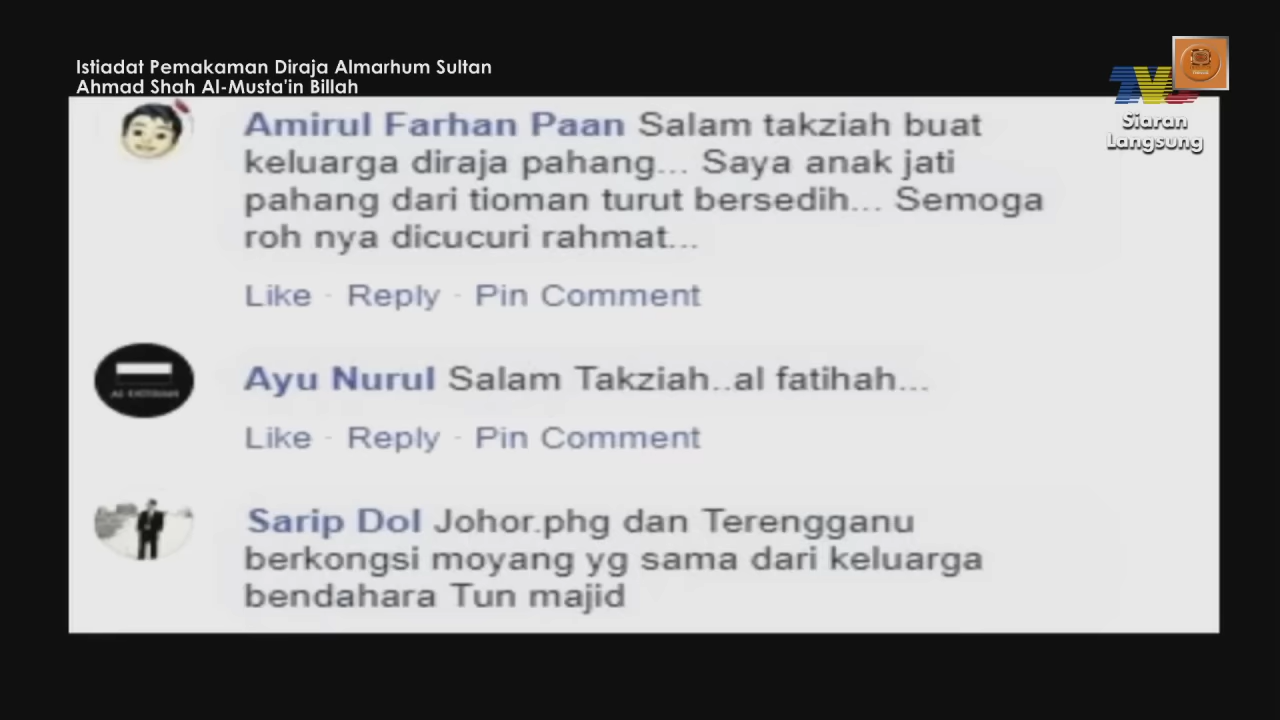 Istiadat Pemakaman Diraja Almarhum Sultan
Ahmad Shah Al-Musta'in Billah
Siaran
Langsung
Amirul Farhan Paan Salam takziah buat
keluarga diraja pahang... Saya anak jati
pahang dari tioman turut bersedih... Semoga
roh nya dicucuri rahmat...
Like · Reply · Pin Comment
Ayu Nurul Salam Takziah..al fatihah...
Like · Reply · Pin Comment
Sarip Dol Johor.phg dan Terengganu
berkongsi moyang yg sama dari keluarga
bendahara Tun majid